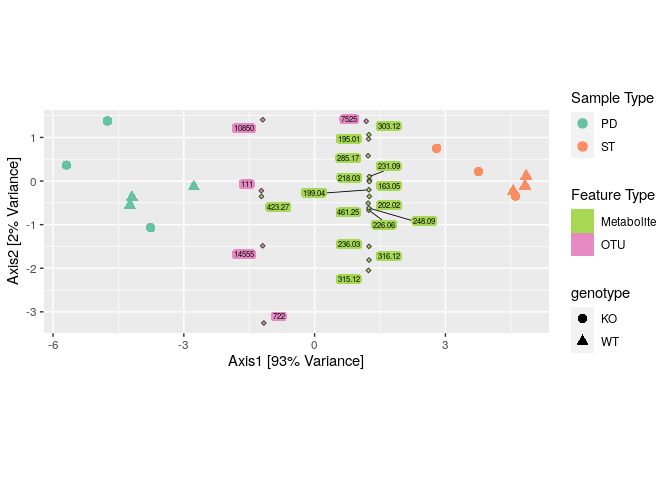 Axis2 [2% Variance]
1
0
-1
-2
-3
10850
7525
303.12
195.01
285.17
231.09
111
218.03
163.05
199.04
423.27
461.25
202.02
226.06
248.09
14555
236.03
316.12
315.12
722
-6
-3
0
3
Axis1 [93% Variance]
Sample Type
PD
ST
Feature Type
Metabolite
OTU
genotype
KO
WT